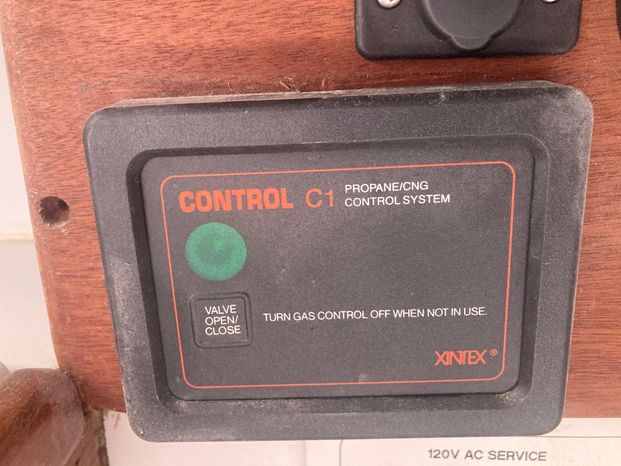 CONTROL C1 PROPANE/CNG
CONTROL SYSTEM
VALVE
OPEN/
CLOSE
TURN GAS CONTROL OFF WHEN NOT IN USE.
XINTEX®
120V AC SERVICE